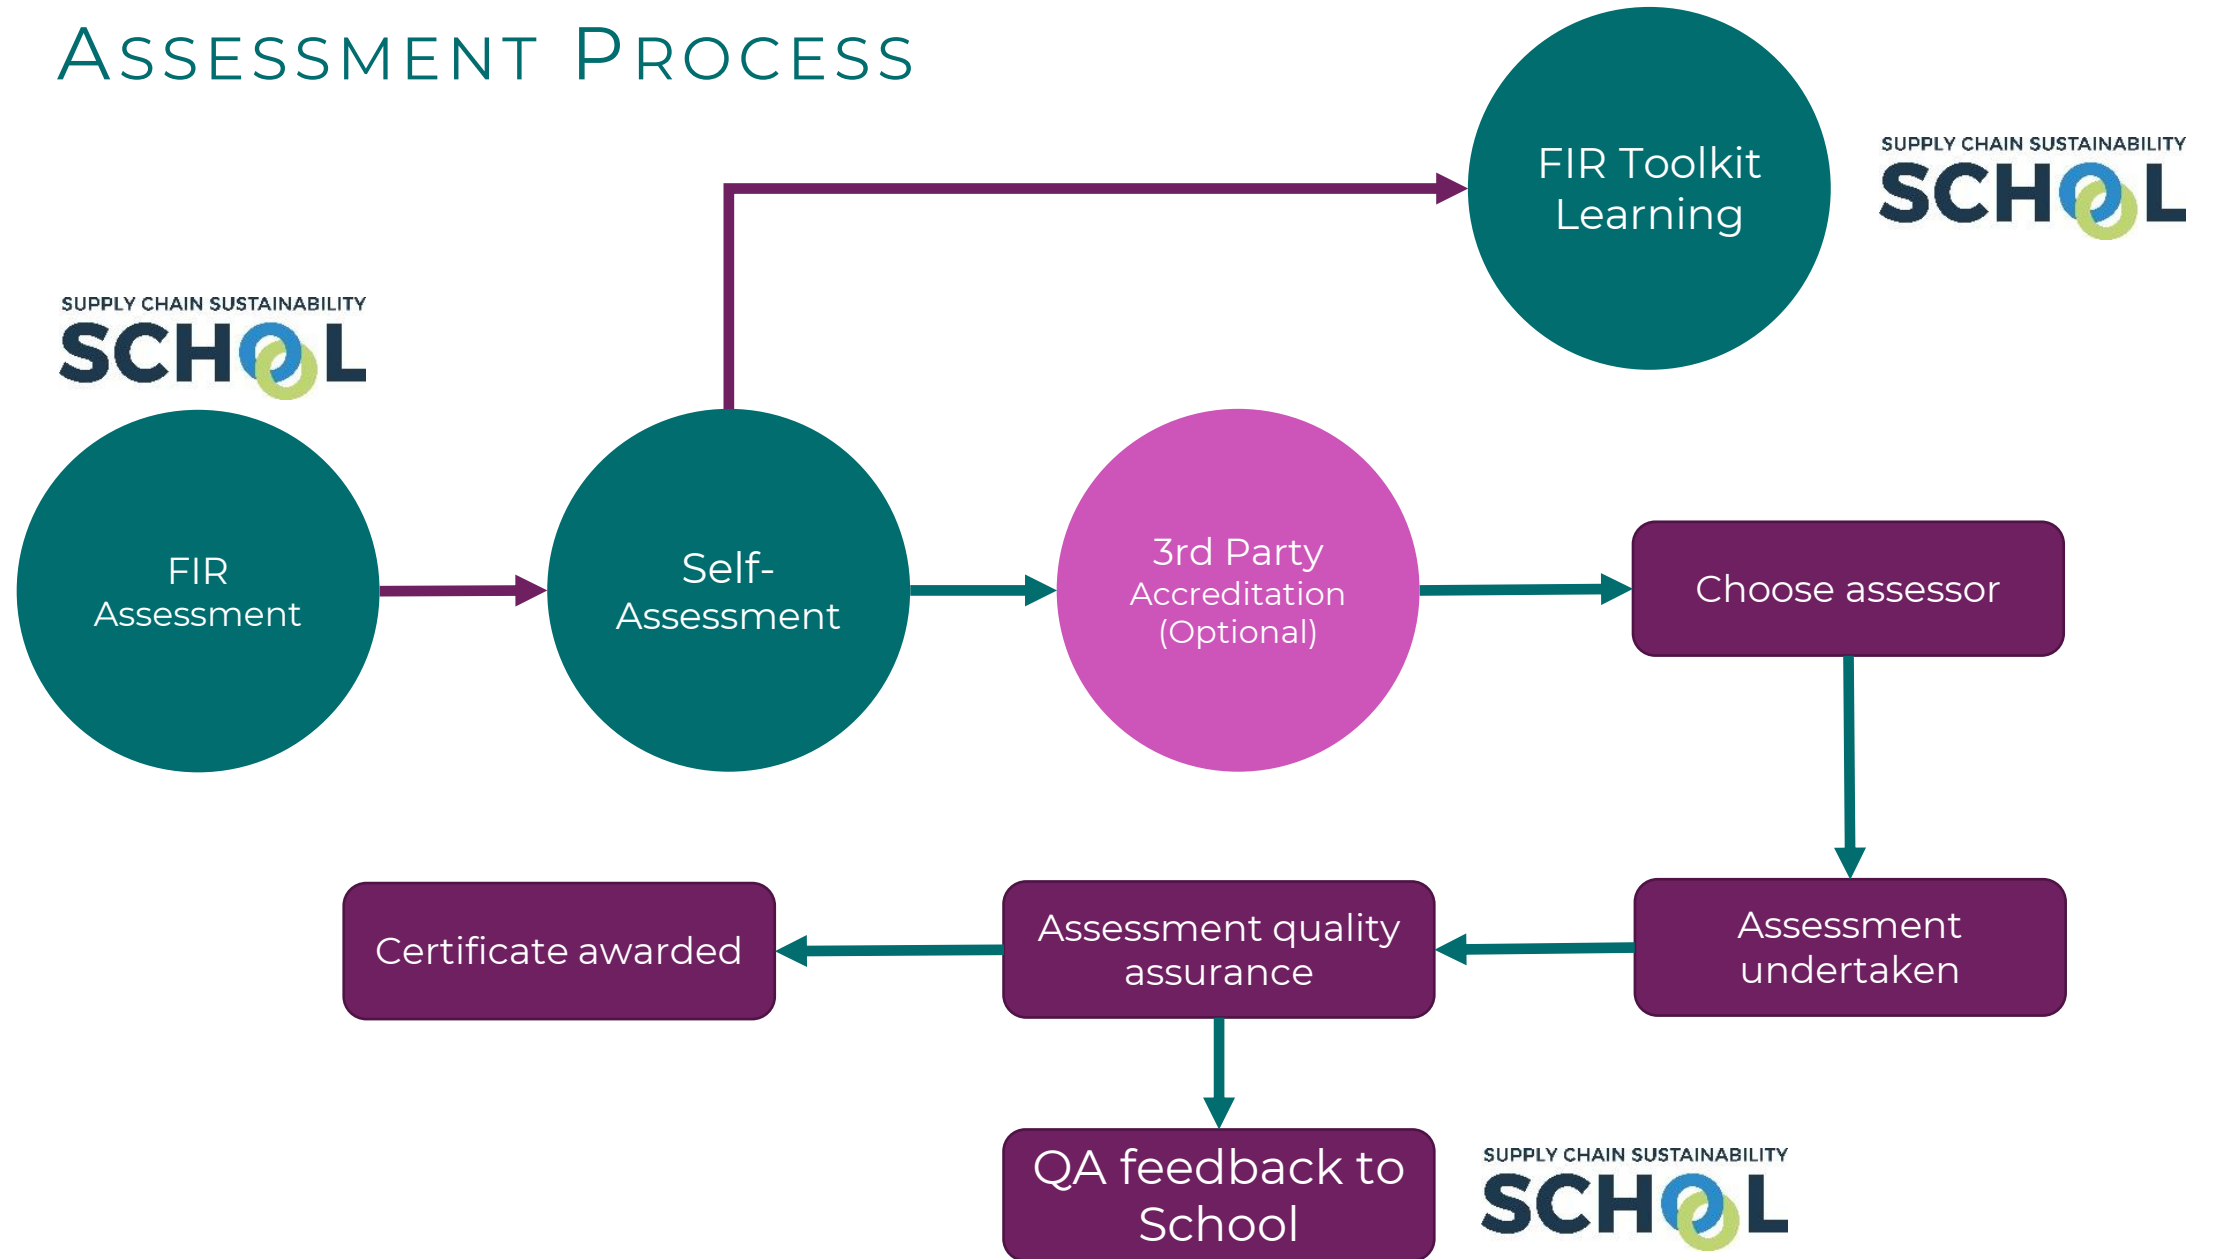 ASSESSMENT PROCESS
FIR Toolkit
Learning
SUPPLY CHAIN SUSTAINABILITY
SCHOOL
SUPPLY CHAIN SUSTAINABILITY
SCHOOL
FIR
Assessment
Self-
Assessment
3rd Party
Accreditation
(Optional)
Choose assessor
Certificate awarded
Assessment quality
assurance
Assessment
undertaken
QA feedback to
School
SUPPLY CHAIN SUSTAINABILITY
SCHOOL